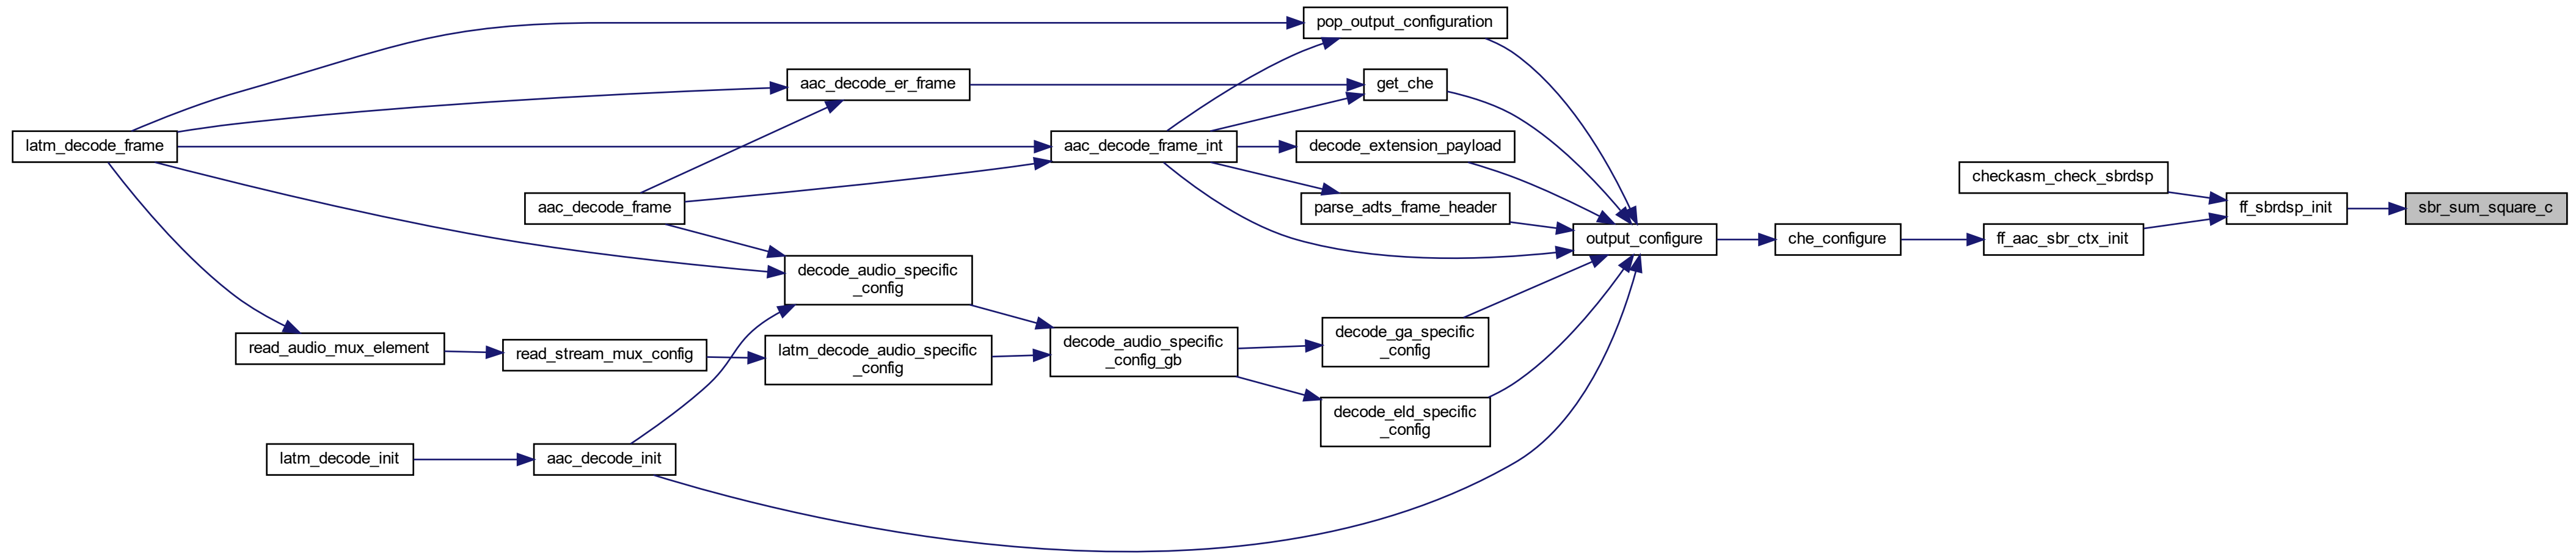 pop_output_configuration
aac_decode_er_frame
get_che
latm_decode_frame
aac_decode_frame_int
decode_extension_payload
checkasm_check_sbrdsp
aac_decode_frame
parse_adts_frame_header
ff_sbrdsp_init
sbr_sum_square_c
output_configure
che_configure
ff_aac_sbr_ctx_init
decode_audio_specific
_config
read_audio_mux_element
read_stream_mux_config
latm_decode_audio_specific
_config
decode_audio_specific
_config_gb
decode_ga_specific
_config
decode_eld_specific
_config
latm_decode_init
aac_decode_init